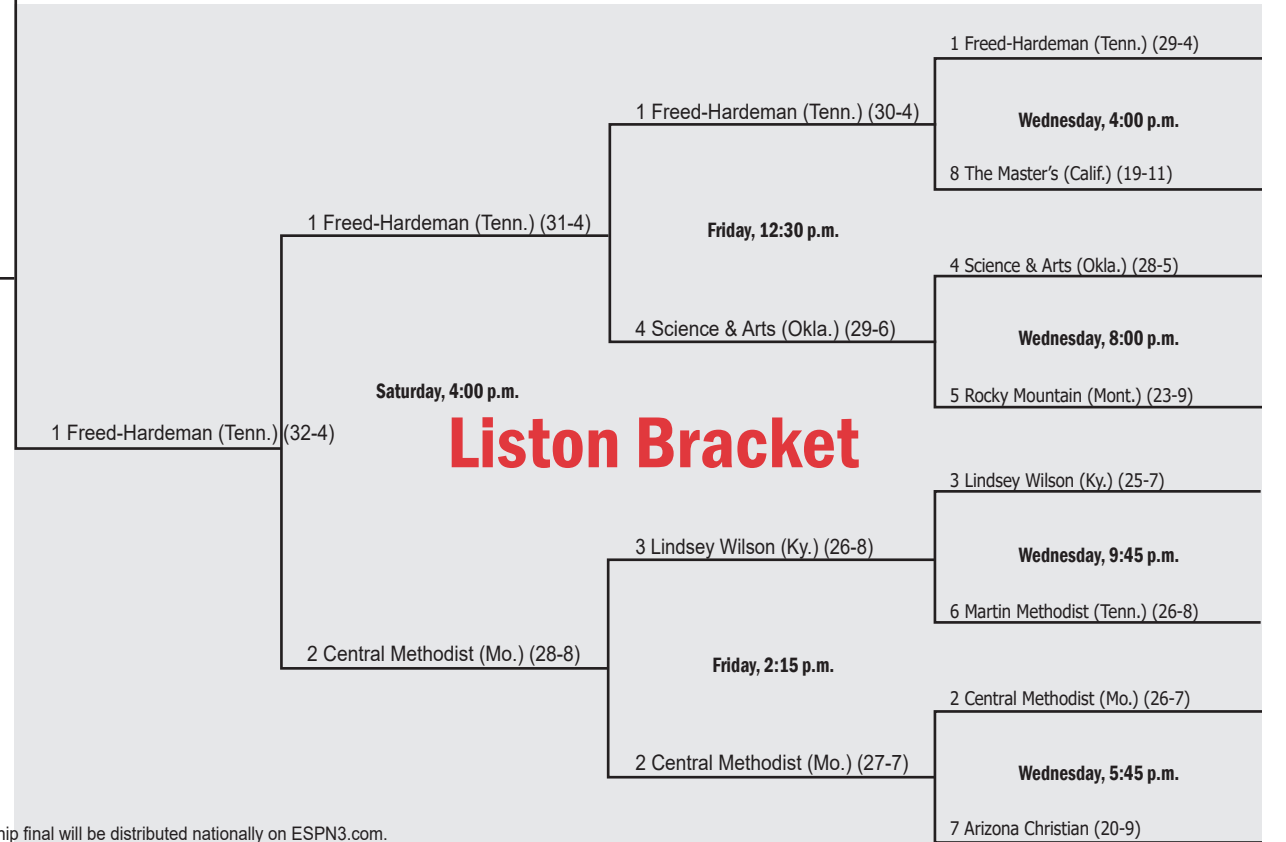 1 Freed-Hardeman (Tenn.) (29-4)
1 Freed-Hardeman (Tenn.) (30-4)
Wednesday, 4:00 p.m.
8 The Master’s (Calif.) (19-11)
1 Freed-Hardeman (Tenn.) (31-4)
Friday, 12:30 p.m.
4 Science & Arts (Okla.) (28-5)
4 Science & Arts (Okla.) (29-6)
Wednesday, 8:00 p.m.
5 Rocky Mountain (Mont.) (23-9)
Saturday, 4:00 p.m.
1 Freed-Hardeman (Tenn.) (32-4)
Liston Bracket
3 Lindsey Wilson (Ky.) (25-7)
3 Lindsey Wilson (Ky.) (26-8)
Wednesday, 9:45 p.m.
6 Martin Methodist (Tenn.) (26-8)
2 Central Methodist (Mo.) (28-8)
Friday, 2:15 p.m.
2 Central Methodist (Mo.) (26-7)
2 Central Methodist (Mo.) (27-7)
Wednesday, 5:45 p.m.
7 Arizona Christian (20-9)
final will be distributed nationally on ESPN3.com.